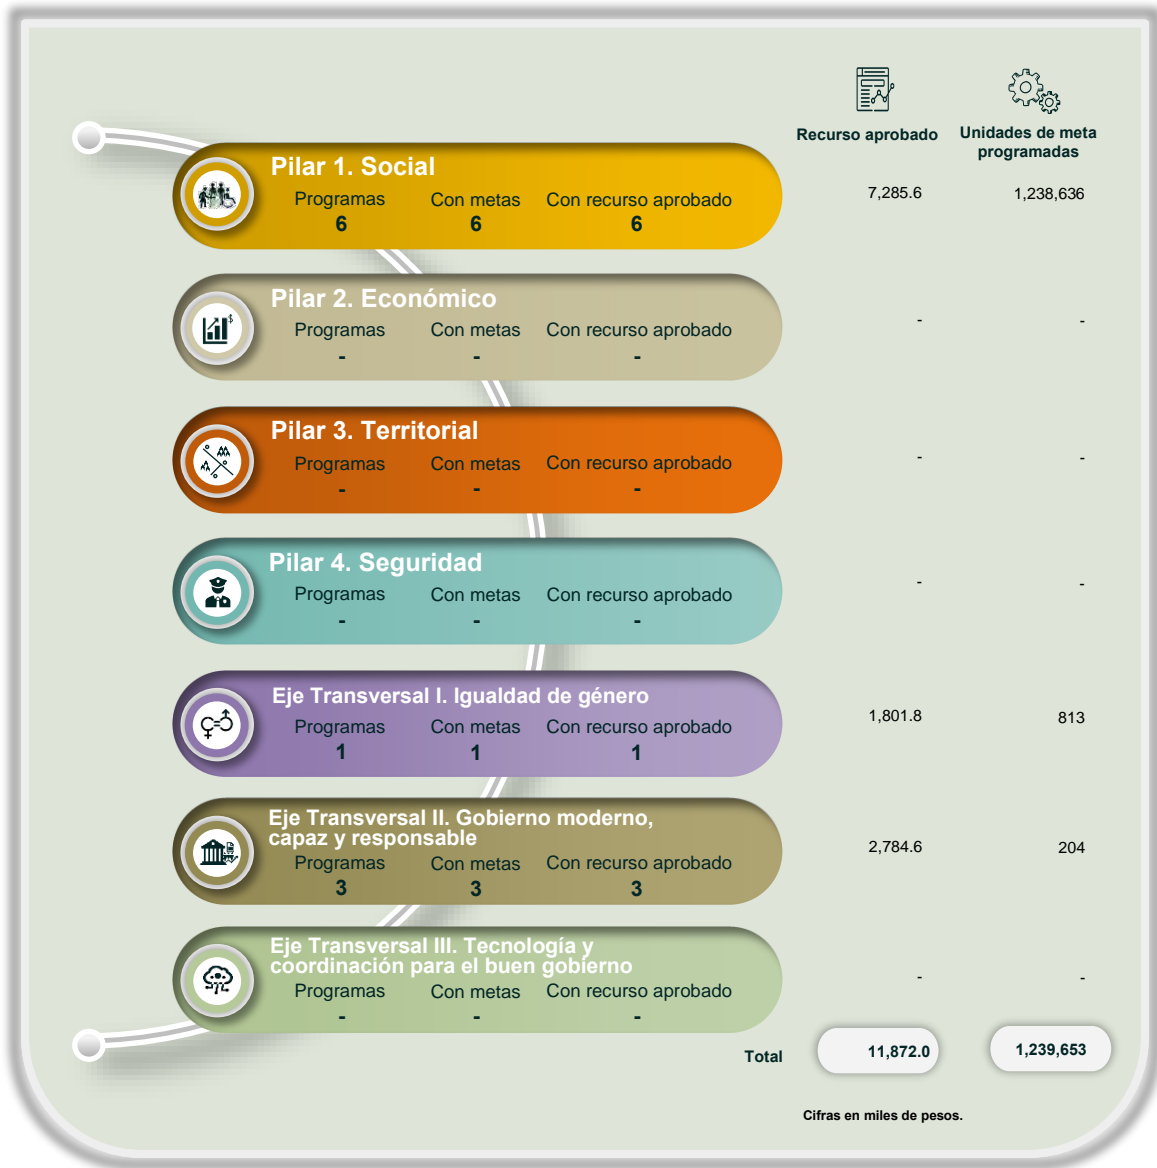 Recurso aprobado
Unidades de meta
programadas
Pilar 1. Social
Programas Con metas Con recurso aprobado
6 6 6
7,285.6 1,238,636
Pilar 2. Económico
Programas Con metas Con recurso aprobado
- - -
- -
Pilar 3. Territorial
Programas Con metas Con recurso aprobado
- - -
- -
Pilar 4. Seguridad
Programas Con metas Con recurso aprobado
- - -
- -
Eje Transversal I. Igualdad de género
Programas Con metas Con recurso aprobado
1 1 1
1,801.8 813
Eje Transversal II. Gobierno moderno,
capaz y responsable
Programas Con metas Con recurso aprobado
3 3 3
2,784.6 204
Eje Transversal III. Tecnología y
coordinación para el buen gobierno
Programas Con metas Con recurso aprobado
- - -
- -
Total 11,872.0 1,239,653
Cifras en miles de pesos.